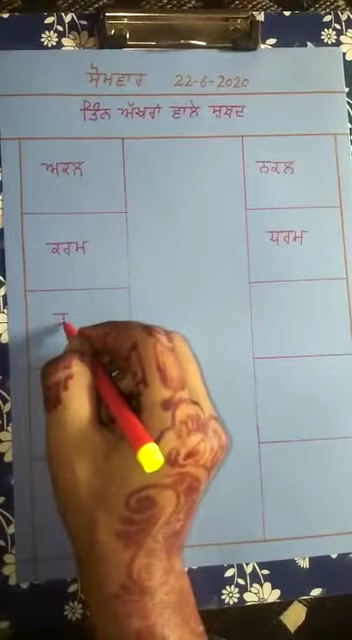 ਸੋਮਵਾਰ 22-6-2020
ਤਿੰਨ ਅੱਖਰਾਂ ਵਾਲੇ ਸ਼ਬਦ
ਅਕਲ ਨਕਲ
ਕਰਮ ਧਰਮ